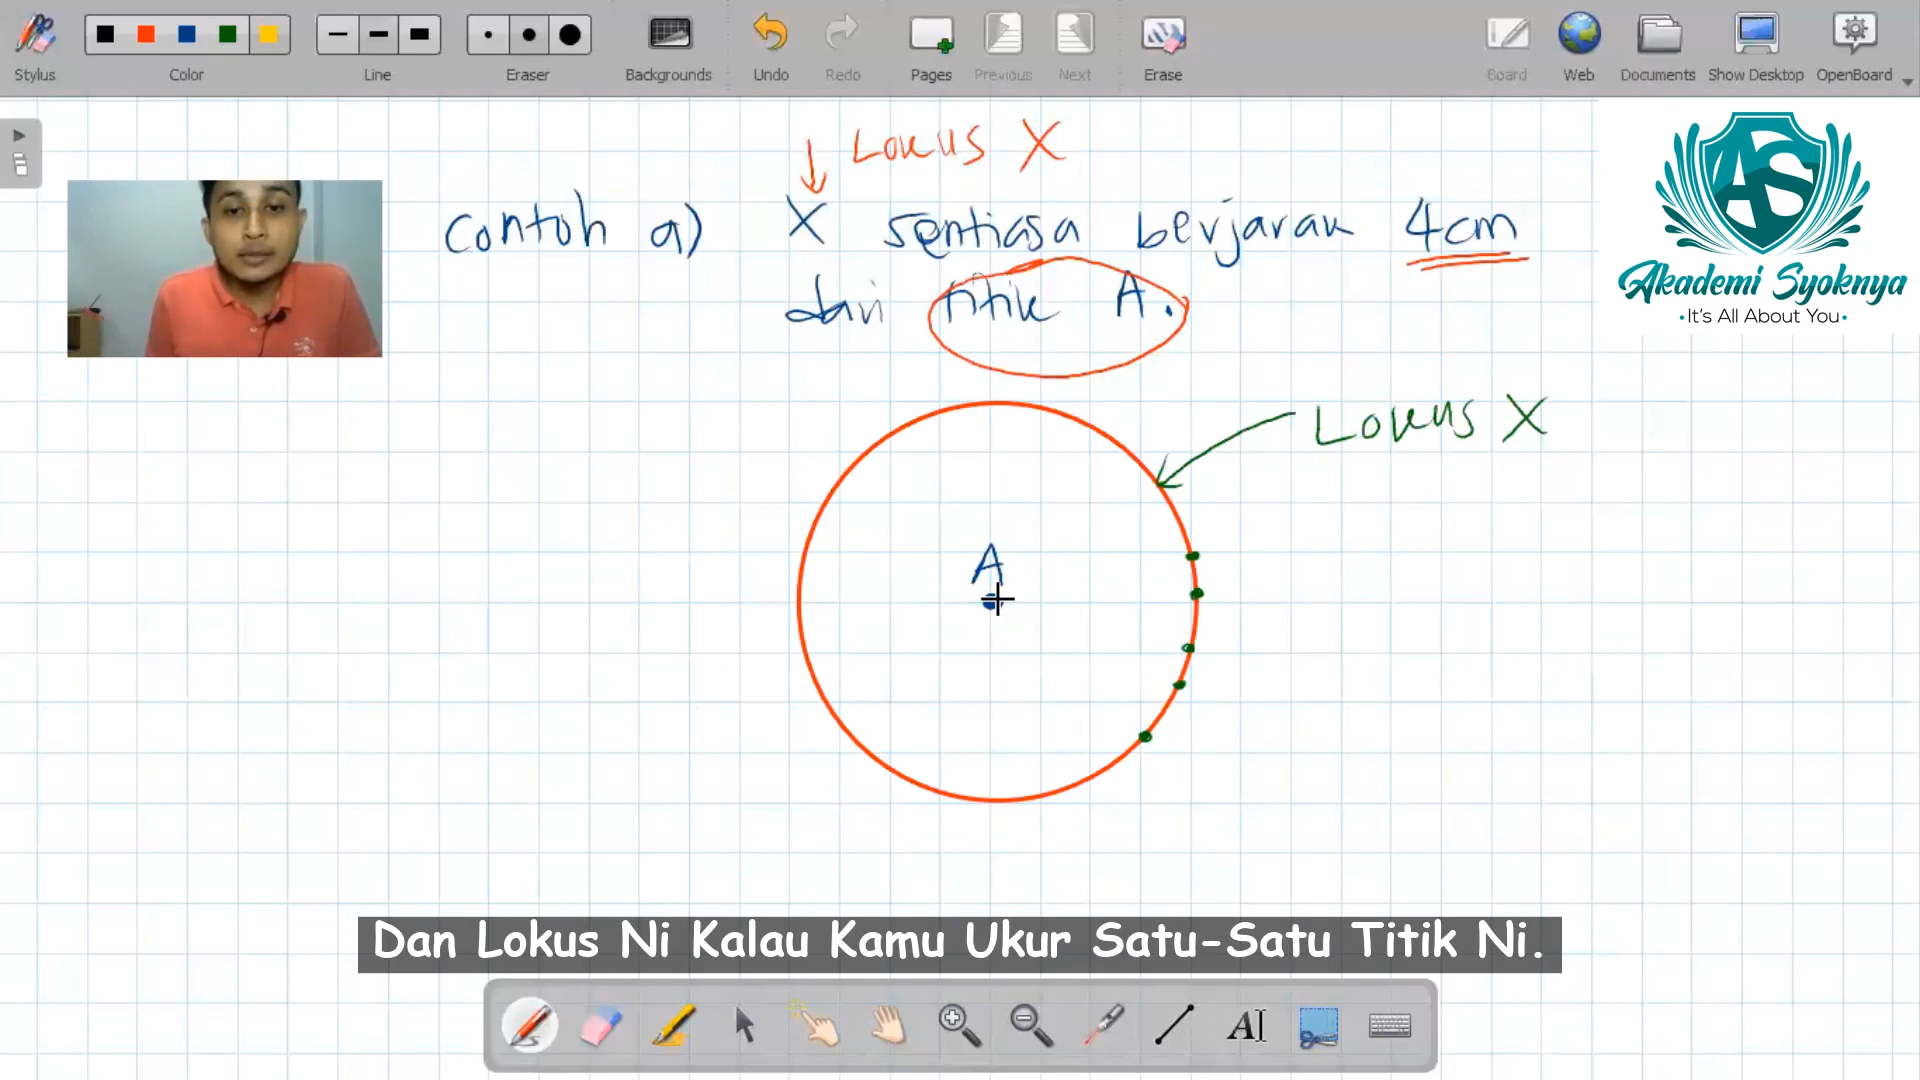 Stylus
Color
Line
Eraser
Backgrounds
Undo
Redo
Pages
Previous
Next
Erase
Board
Web
Documents
Show Desktop
OpenBoard
Lokus X
Contoh a) X sentiasa berjarak 4cm
dari titik A.
AS
Akademi Syoknya
•It's All About You•
Lokus X
A
Dan Lokus Ni Kalau Kamu Ukur Satu-Satu Titik Ni.
AI